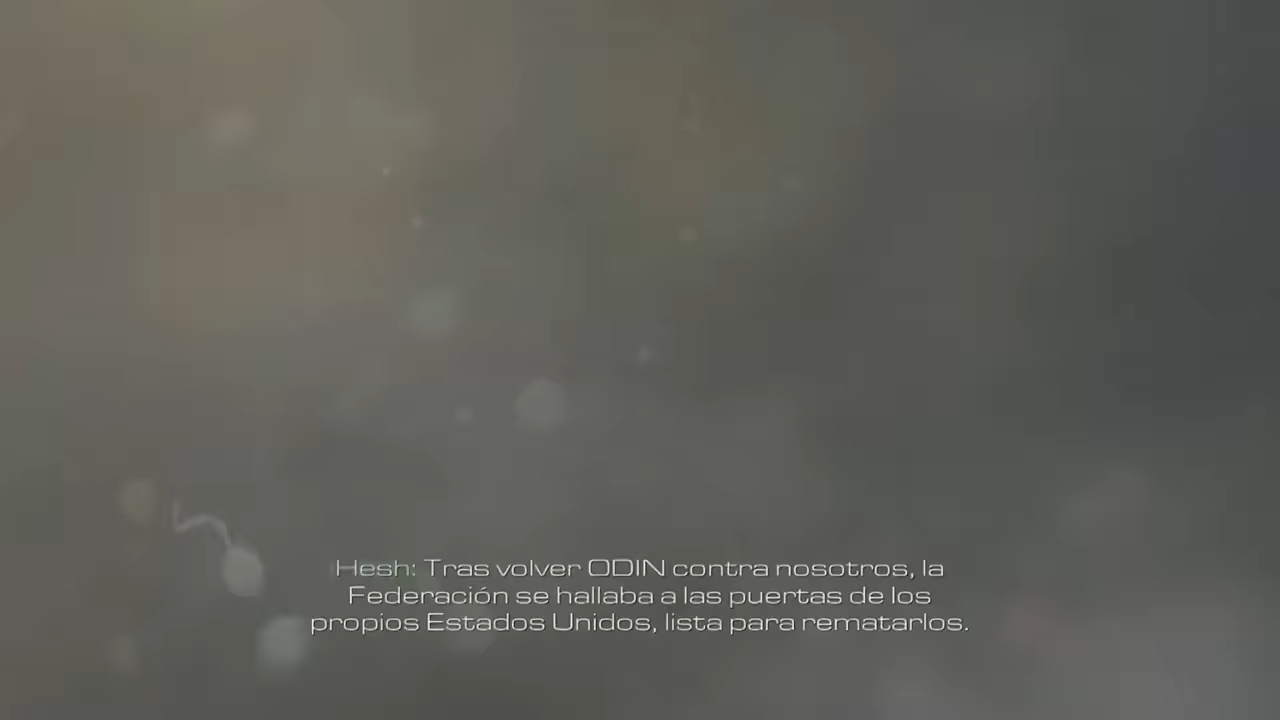 Hesh: Tras volver ODIN contra nosotros, la
Federación se hallaba a las puertas de los
propios Estados Unidos, lista para rematarlos.